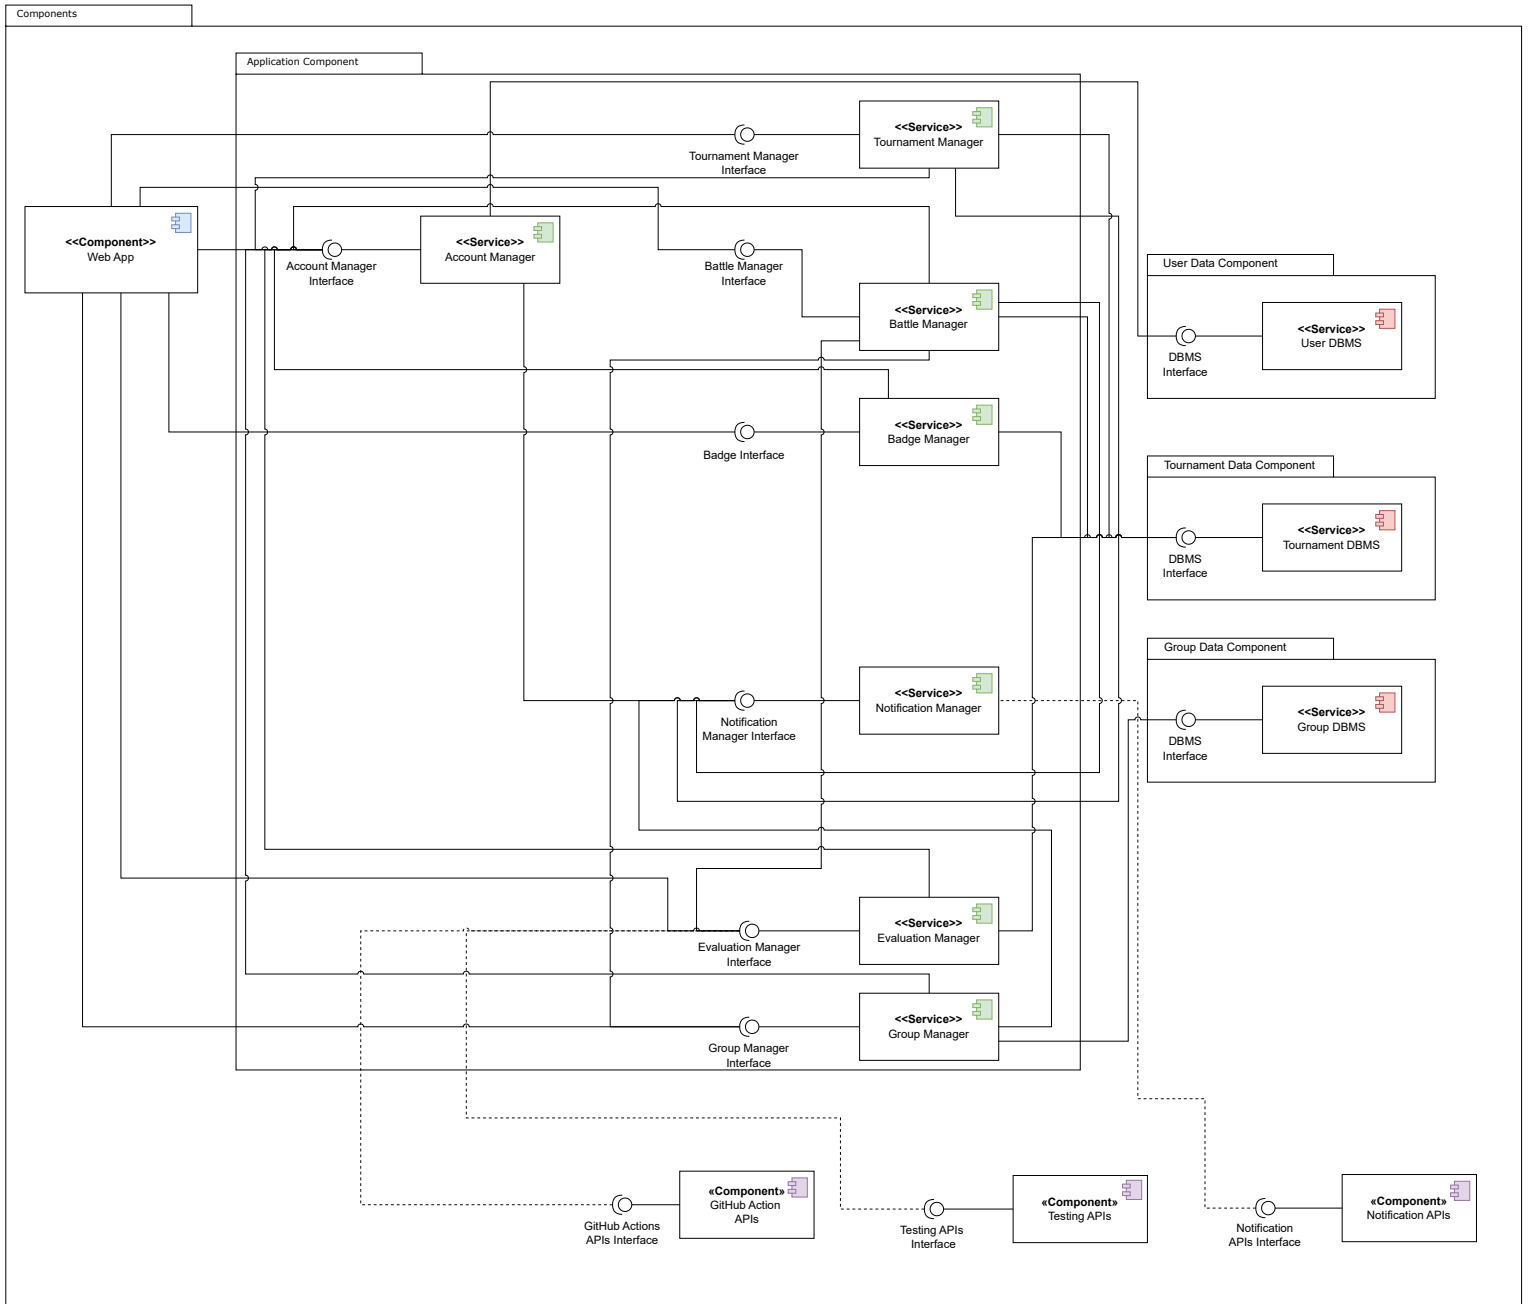 Components
Application Component
<<Service>>
Tournament Manager
Tournament Manager
Interface
<<Component>>
Web App
<<Service>>
Account Manager
Account Manager
Interface
Battle Manager
Interface
<<Service>>
Battle Manager
User Data Component
<<Service>>
User DBMS
DBMS
Interface
<<Service>>
Badge Manager
Badge Interface
Tournament Data Component
<<Service>>
Tournament DBMS
DBMS
Interface
Group Data Component
<<Service>>
Notification Manager
Notification
Manager Interface
<<Service>>
Group DBMS
DBMS
Interface
<<Service>>
Evaluation Manager
Evaluation Manager
Interface
<<Service>>
Group Manager
Group Manager
Interface
«Component»
GitHub Action
APIs
GitHub Actions
APIs Interface
«Component»
Testing APIs
Testing APIs
Interface
«Component»
Notification APIs
Notification
APIs Interface